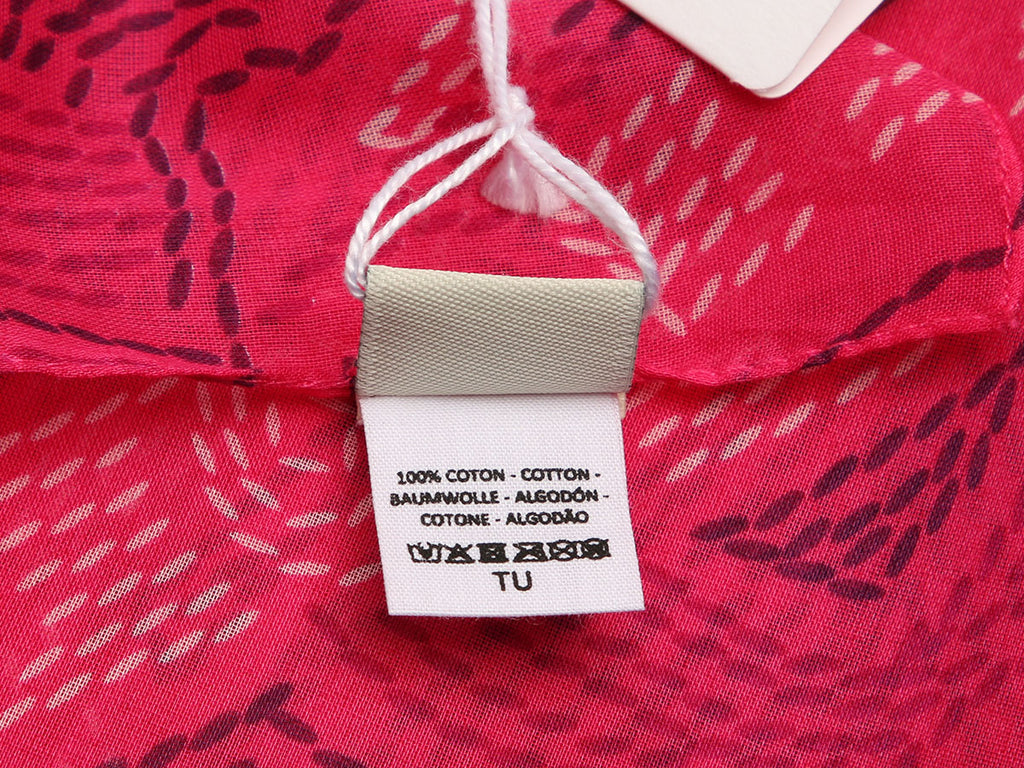 100% COTON - COTTON -
BAUMWOLLE - ALGODÓN -
COTONE - ALGODÃO
TU